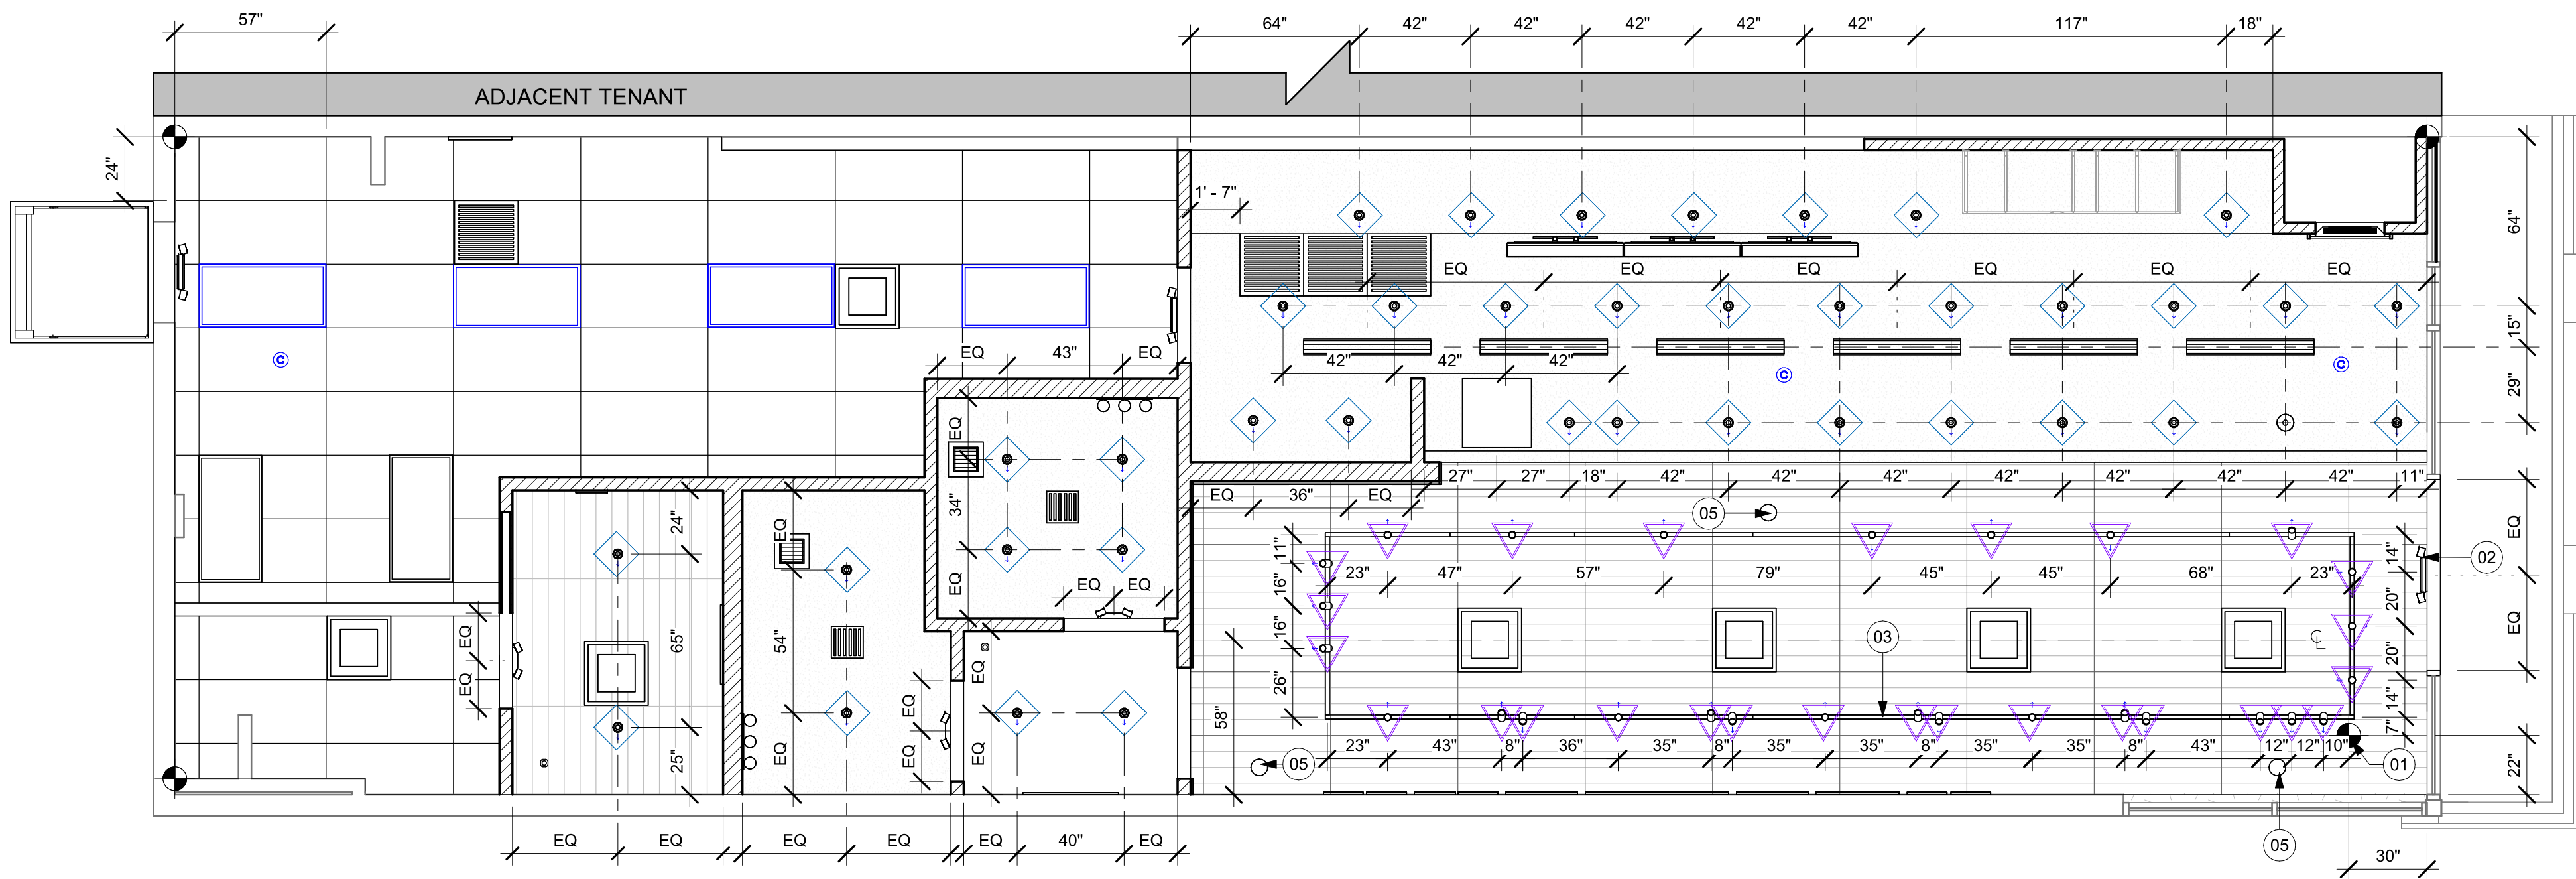 57"
64"
42"
42"
42"
42"
42"
117"
18"
ADJACENT TENANT
24"
1' - 7"
64"
EQ
EQ
EQ
EQ
EQ
EQ
15"
C
EQ
43"
EQ
42"
42"
42"
C
C
29"
EQ
34"
EQ
27"
27"
18"
42"
42"
42"
42"
42"
42"
42"
11"
EQ
36"
EQ
24"
EQ
05
EQ
11"
14"
02
16"
23"
47"
57"
79"
45"
45"
68"
23"
EQ
EQ
20"
16"
EQ
EQ
65"
54"
EQ
03
CL
20"
EQ
26"
EQ
EQ
58"
14"
7"
23"
43"
8"
36"
35"
8"
35"
35"
8"
35"
35"
8"
43"
12"
12"
10"
25"
EQ
EQ
EQ
05
01
22"
EQ
EQ
EQ
EQ
EQ
40"
EQ
05
30"